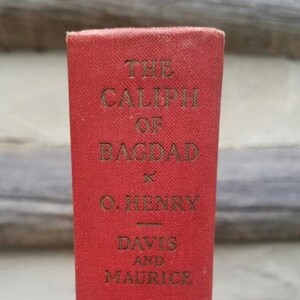 THE
CALIPH
OF
BAGDAD
O. HENRY
DAVIS
AND
MAURICE